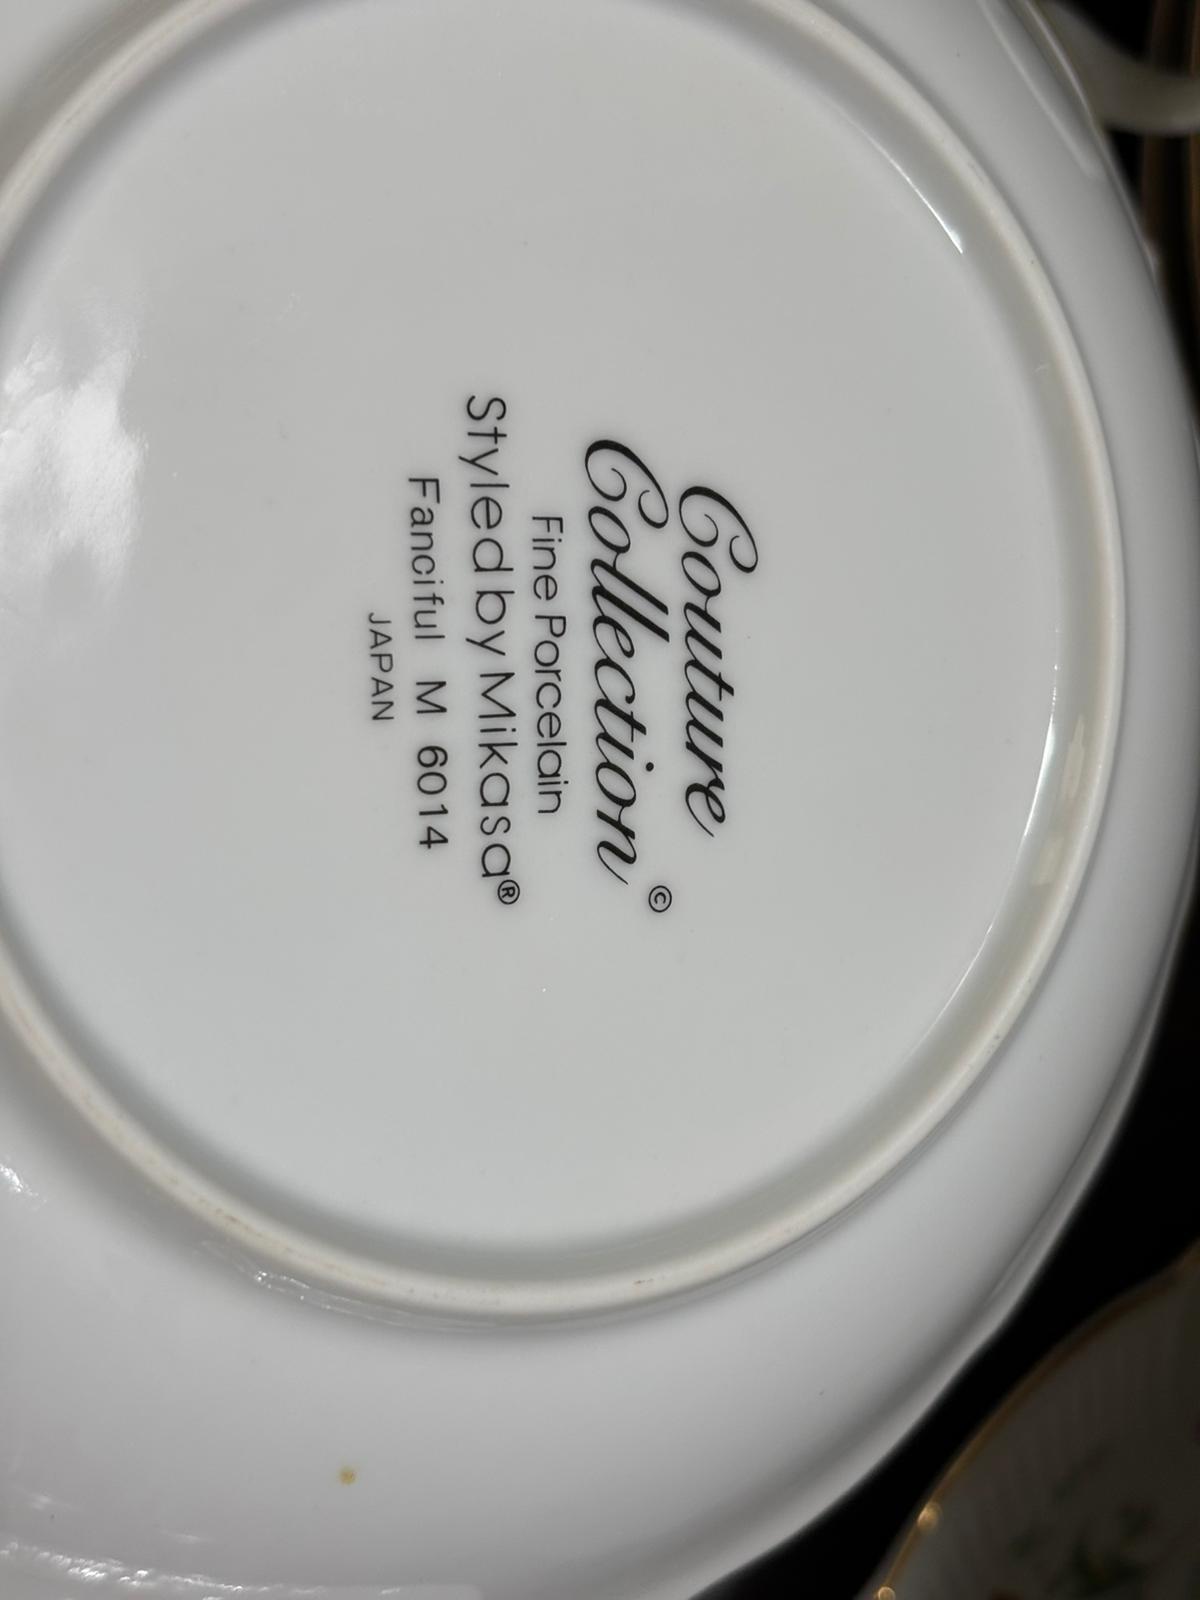 Couture
Collection ©
Fine Porcelain
Styled by Mikasa®
Fanciful M 6014
JAPAN